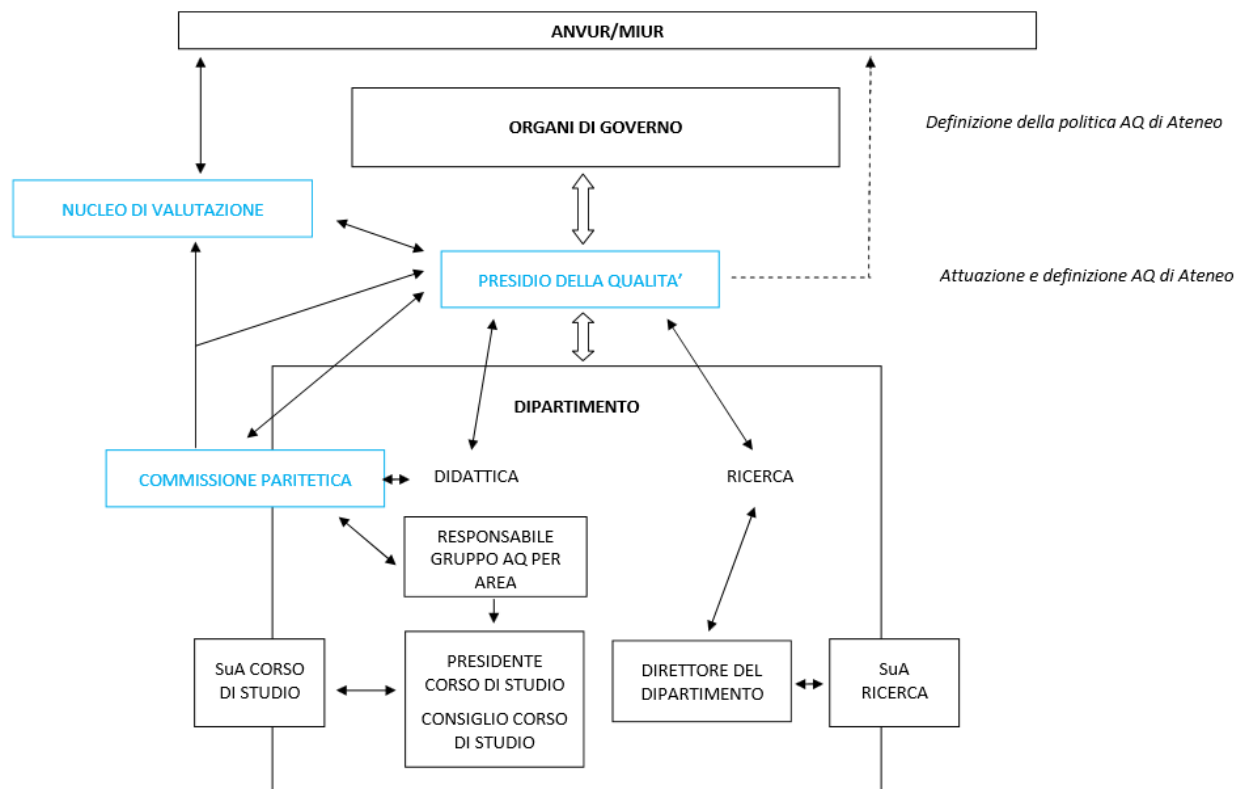 ANVUR/MIUR
ORGANI DI GOVERNO
Definizione della politica AQ di Ateneo
NUCLEO DI VALUTAZIONE
PRESIDIO DELLA QUALITA’
Attuazione e definizione AQ di Ateneo
DIPARTIMENTO
COMMISSIONE PARITETICA
DIDATTICA
RICERCA
RESPONSABILE
GRUPPO AQ PER
AREA
SuA CORSO
DI STUDIO
PRESIDENTE
CORSO DI STUDIO
CONSIGLIO CORSO
DI STUDIO
DIRETTORE DEL
DIPARTIMENTO
SuA
RICERCA